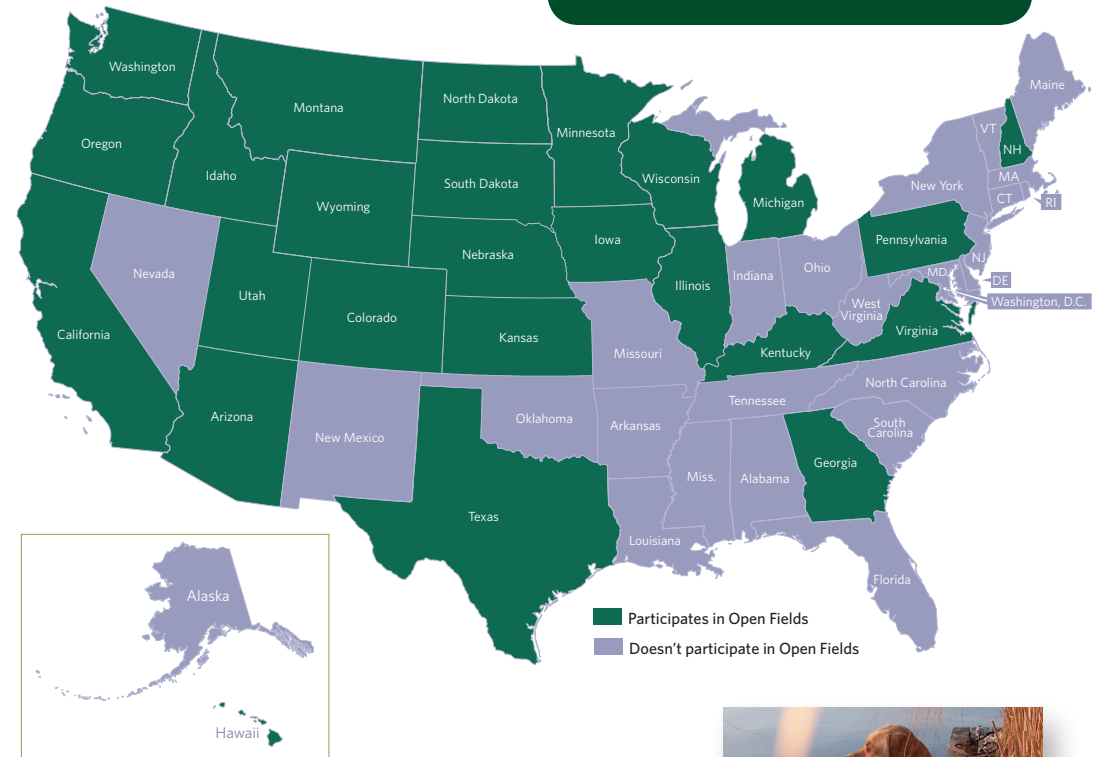 Washington
Montana
North Dakota
Minnesota
Maine
VT
NH
Oregon
Idaho
Wyoming
South Dakota
Wisconsin
Michigan
New York
MA
CT
RI
Nebraska
Iowa
Pennsylvania
NJ
Nevada
Utah
Colorado
Kansas
Illinois
Indiana
Ohio
MD
DE
Washington, D.C.
West
Virginia
Virginia
California
Missouri
Kentucky
Arizona
New Mexico
Oklahoma
Arkansas
Tennessee
North Carolina
South
Carolina
Texas
Louisiana
Miss.
Alabama
Georgia
Florida
Alaska
Hawaii
Participates in Open Fields
Doesn't participate in Open Fields